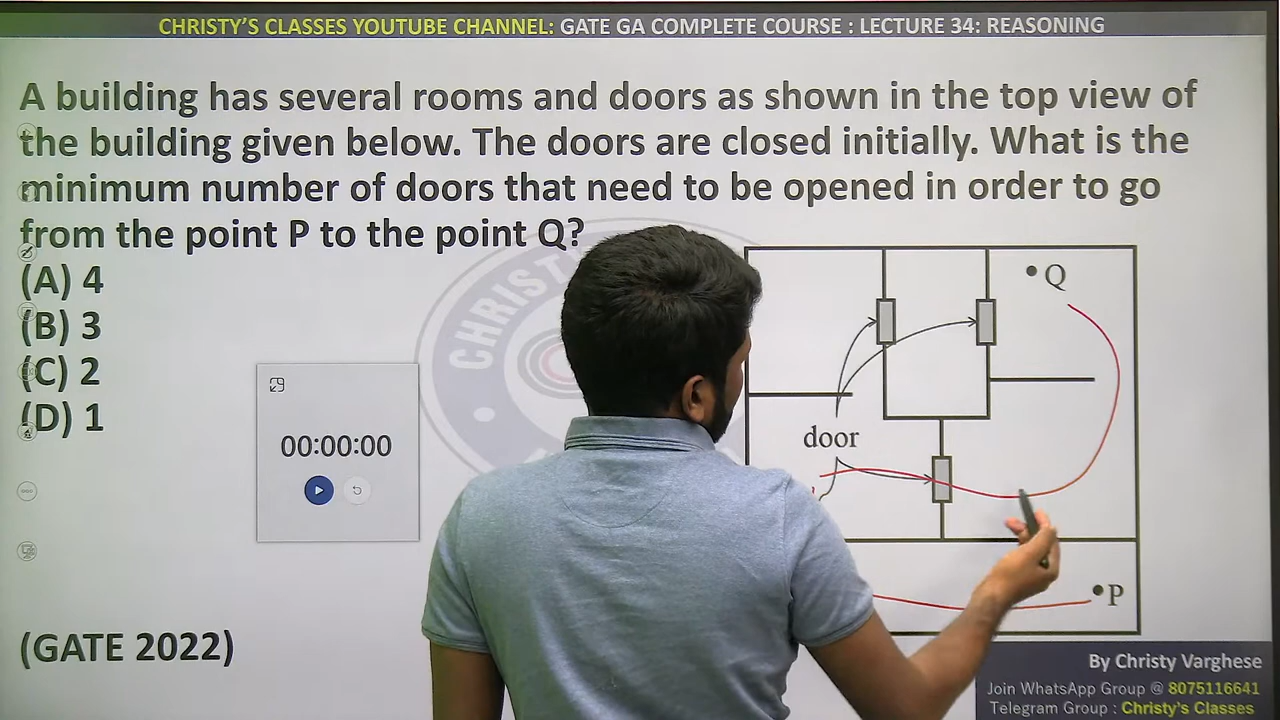 CHRISTY'S CLASSES YOUTUBE CHANNEL: GATE GA COMPLETE COURSE : LECTURE 34: REASONING
A building has several rooms and doors as shown in the top view of
the building given below. The doors are closed initially. What is the
minimum number of doors that need to be opened in order to go
from the point P to the point Q?
(A) 4
(B) 3
(C) 2
(D) 1
CHRIST
00:00:00
Q
door
P
(GATE 2022)
By Christy Varghese
Join WhatsApp Group @ 8075116641
Telegram Group : Christy's Classes